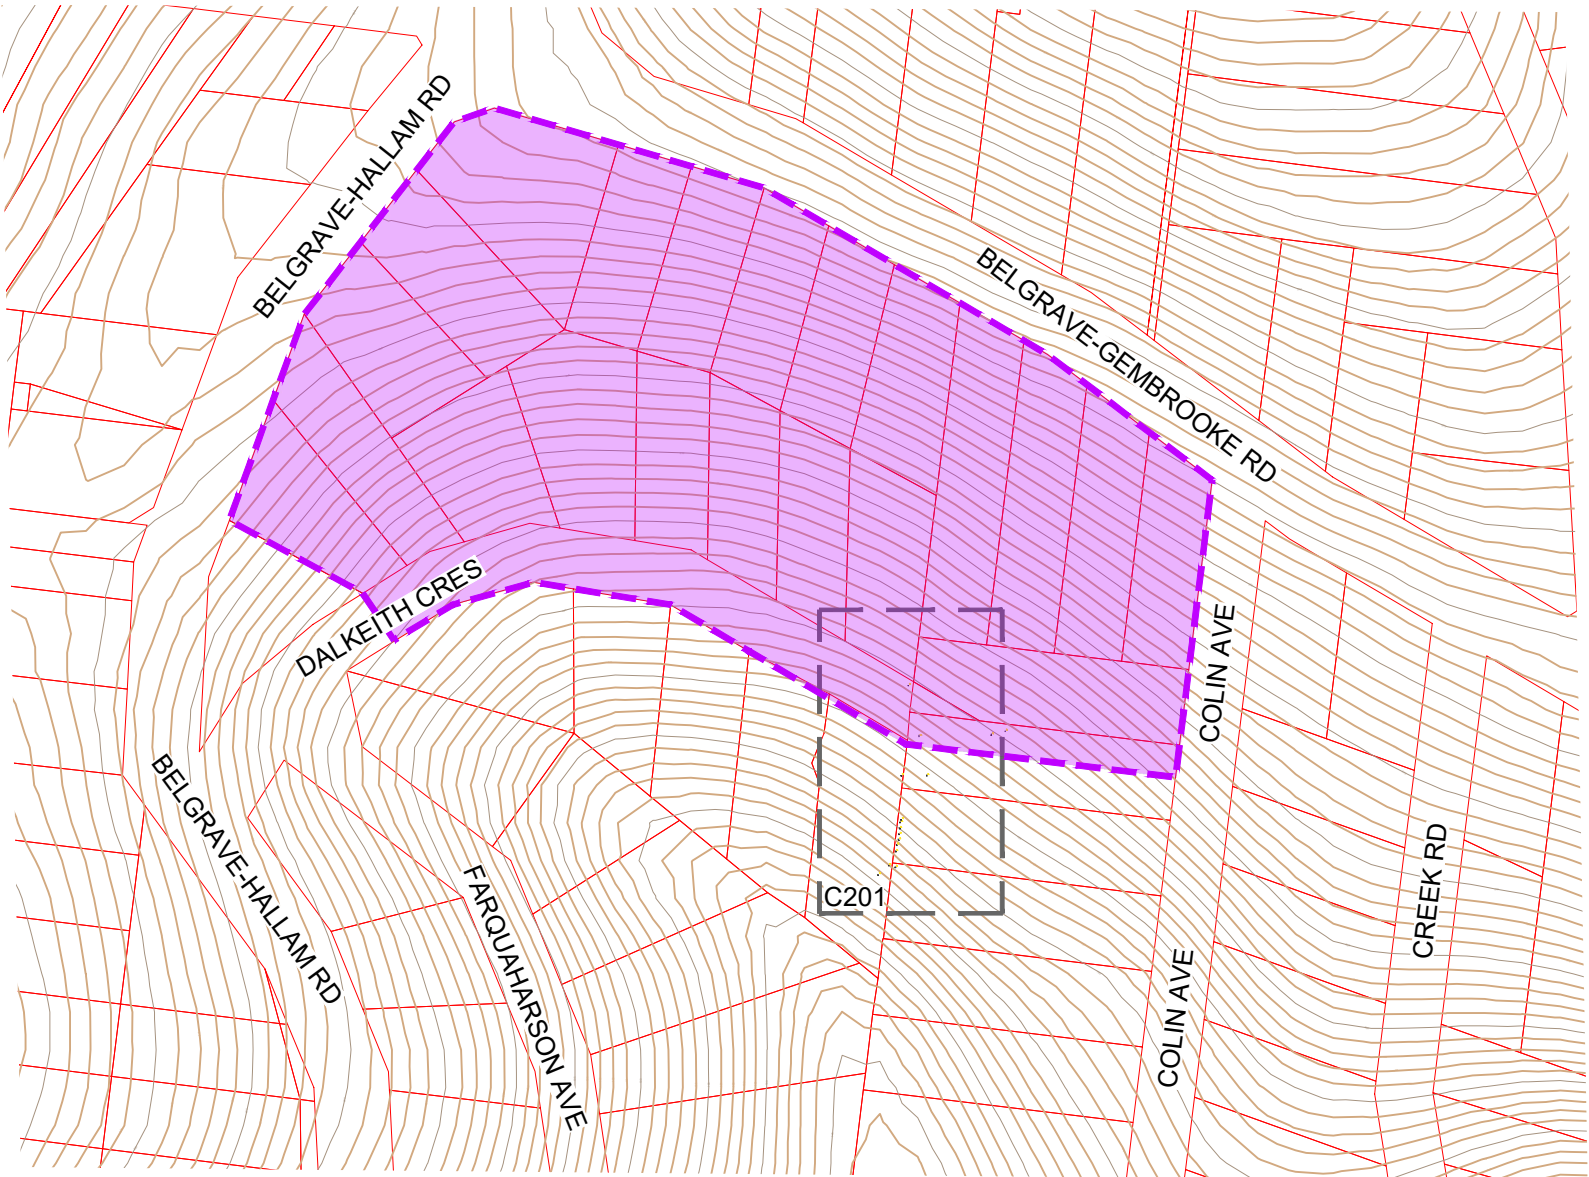 BELGRAVE-HALLAM RD
BELGRAVE-GEMBROOKE RD
DALKEITH CRES
COLIN AVE
BELGRAVE-HALLAM RD
FARQUAHARSON AVE
C201
CREEK RD
COLIN AVE